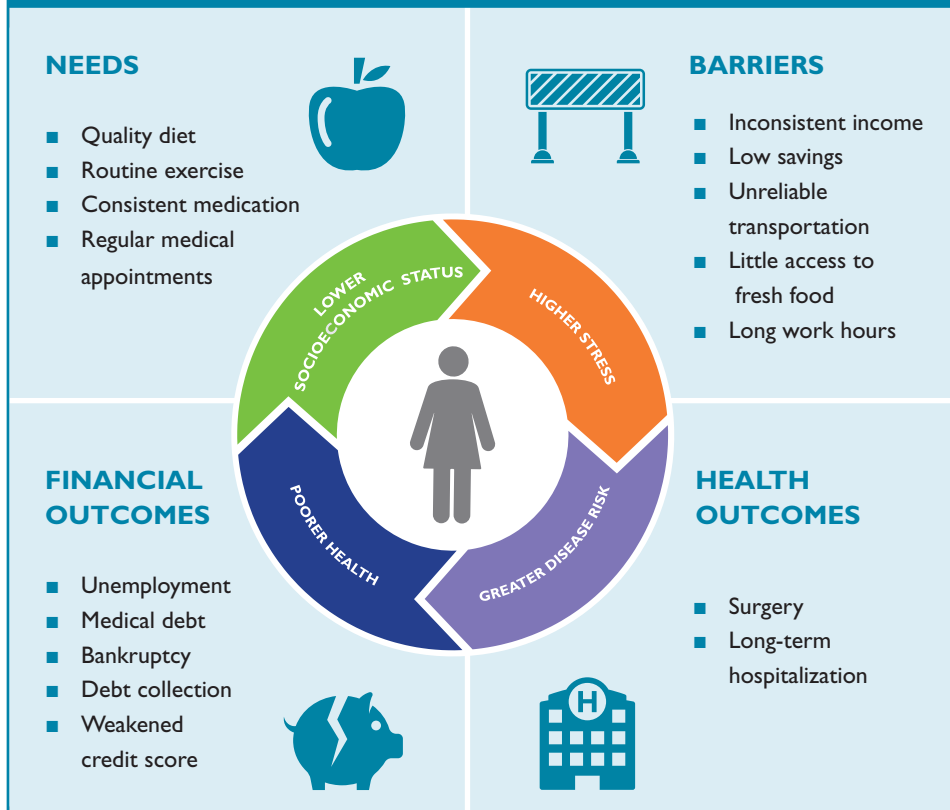 NEEDS
■ Quality diet
■ Routine exercise
■ Consistent medication
■ Regular medical
appointments
BARRIERS
■ Inconsistent income
■ Low savings
■ Unreliable
transportation
■ Little access to
fresh food
■ Long work hours
LOWER
SOCIOECONOMIC STATUS
HIGHER STRESS
GREATER DISEASE RISK
POORER HEALTH
FINANCIAL
OUTCOMES
■ Unemployment
■ Medical debt
■ Bankruptcy
■ Debt collection
■ Weakened
credit score
HEALTH
OUTCOMES
■ Surgery
■ Long-term
hospitalization
H